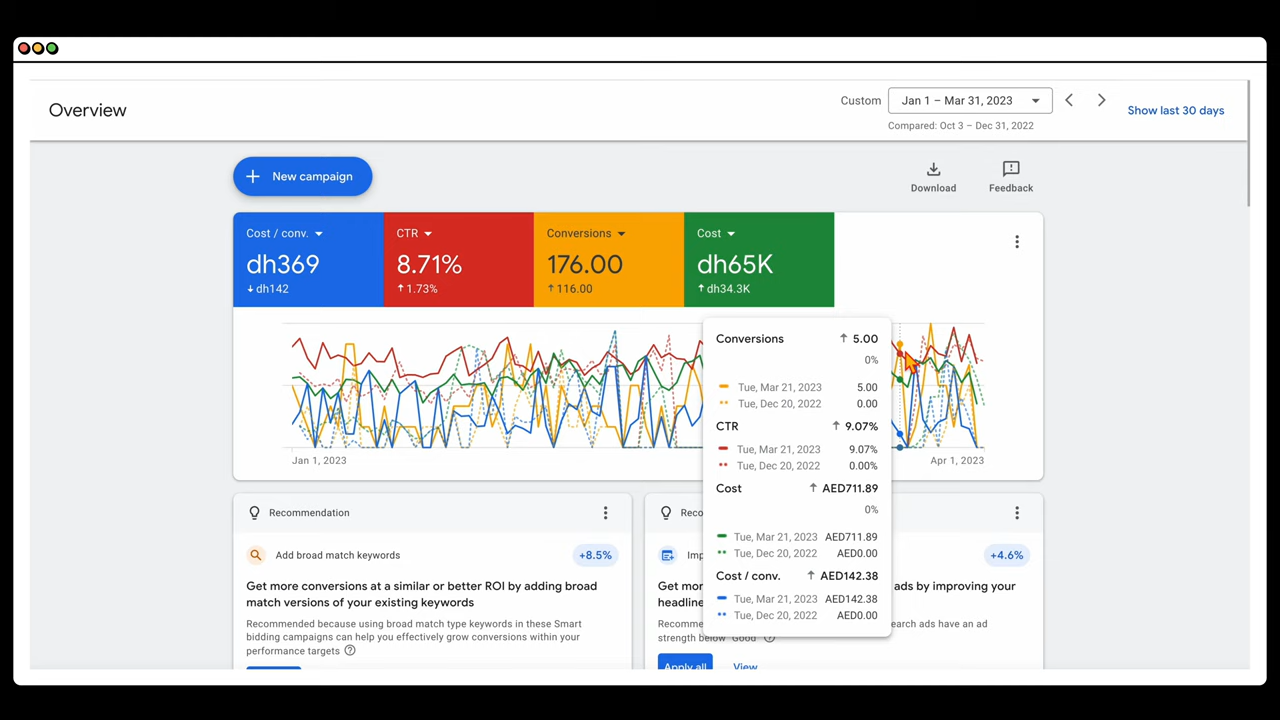 Overview
Custom
Jan 1 – Mar 31, 2023
Compared: Oct 3 – Dec 31, 2022
Show last 30 days
New campaign
Download
Feedback
Cost / conv.
dh369
↓dh142
CTR
8.71%
↑1.73%
Conversions
176.00
↑116.00
Cost
dh65K
↑dh34.3K
Jan 1, 2023
Apr 1, 2023
Conversions ↑ 5.00
0%
Tue, Mar 21, 2023 5.00
Tue, Dec 20, 2022 0.00
CTR ↑ 9.07%
Tue, Mar 21, 2023 9.07%
Tue, Dec 20, 2022 0.00%
Cost ↑ AED711.89
0%
Tue, Mar 21, 2023 AED711.89
Tue, Dec 20, 2022 AED0.00
Cost / conv. ↑ AED142.38
Tue, Mar 21, 2023 AED142.38
Tue, Dec 20, 2022 AED0.00
Recommendation
Add broad match keywords
+8.5%
Get more conversions at a similar or better ROI by adding broad
match versions of your existing keywords
Recommended because using broad match type keywords in these Smart
bidding campaigns can help you effectively grow conversions within your
performance targets
Reco
Imp
+4.6%
Get mor ads by improving your
headline
Recomme earch ads have an ad
strength below "Good"
Apply all
View